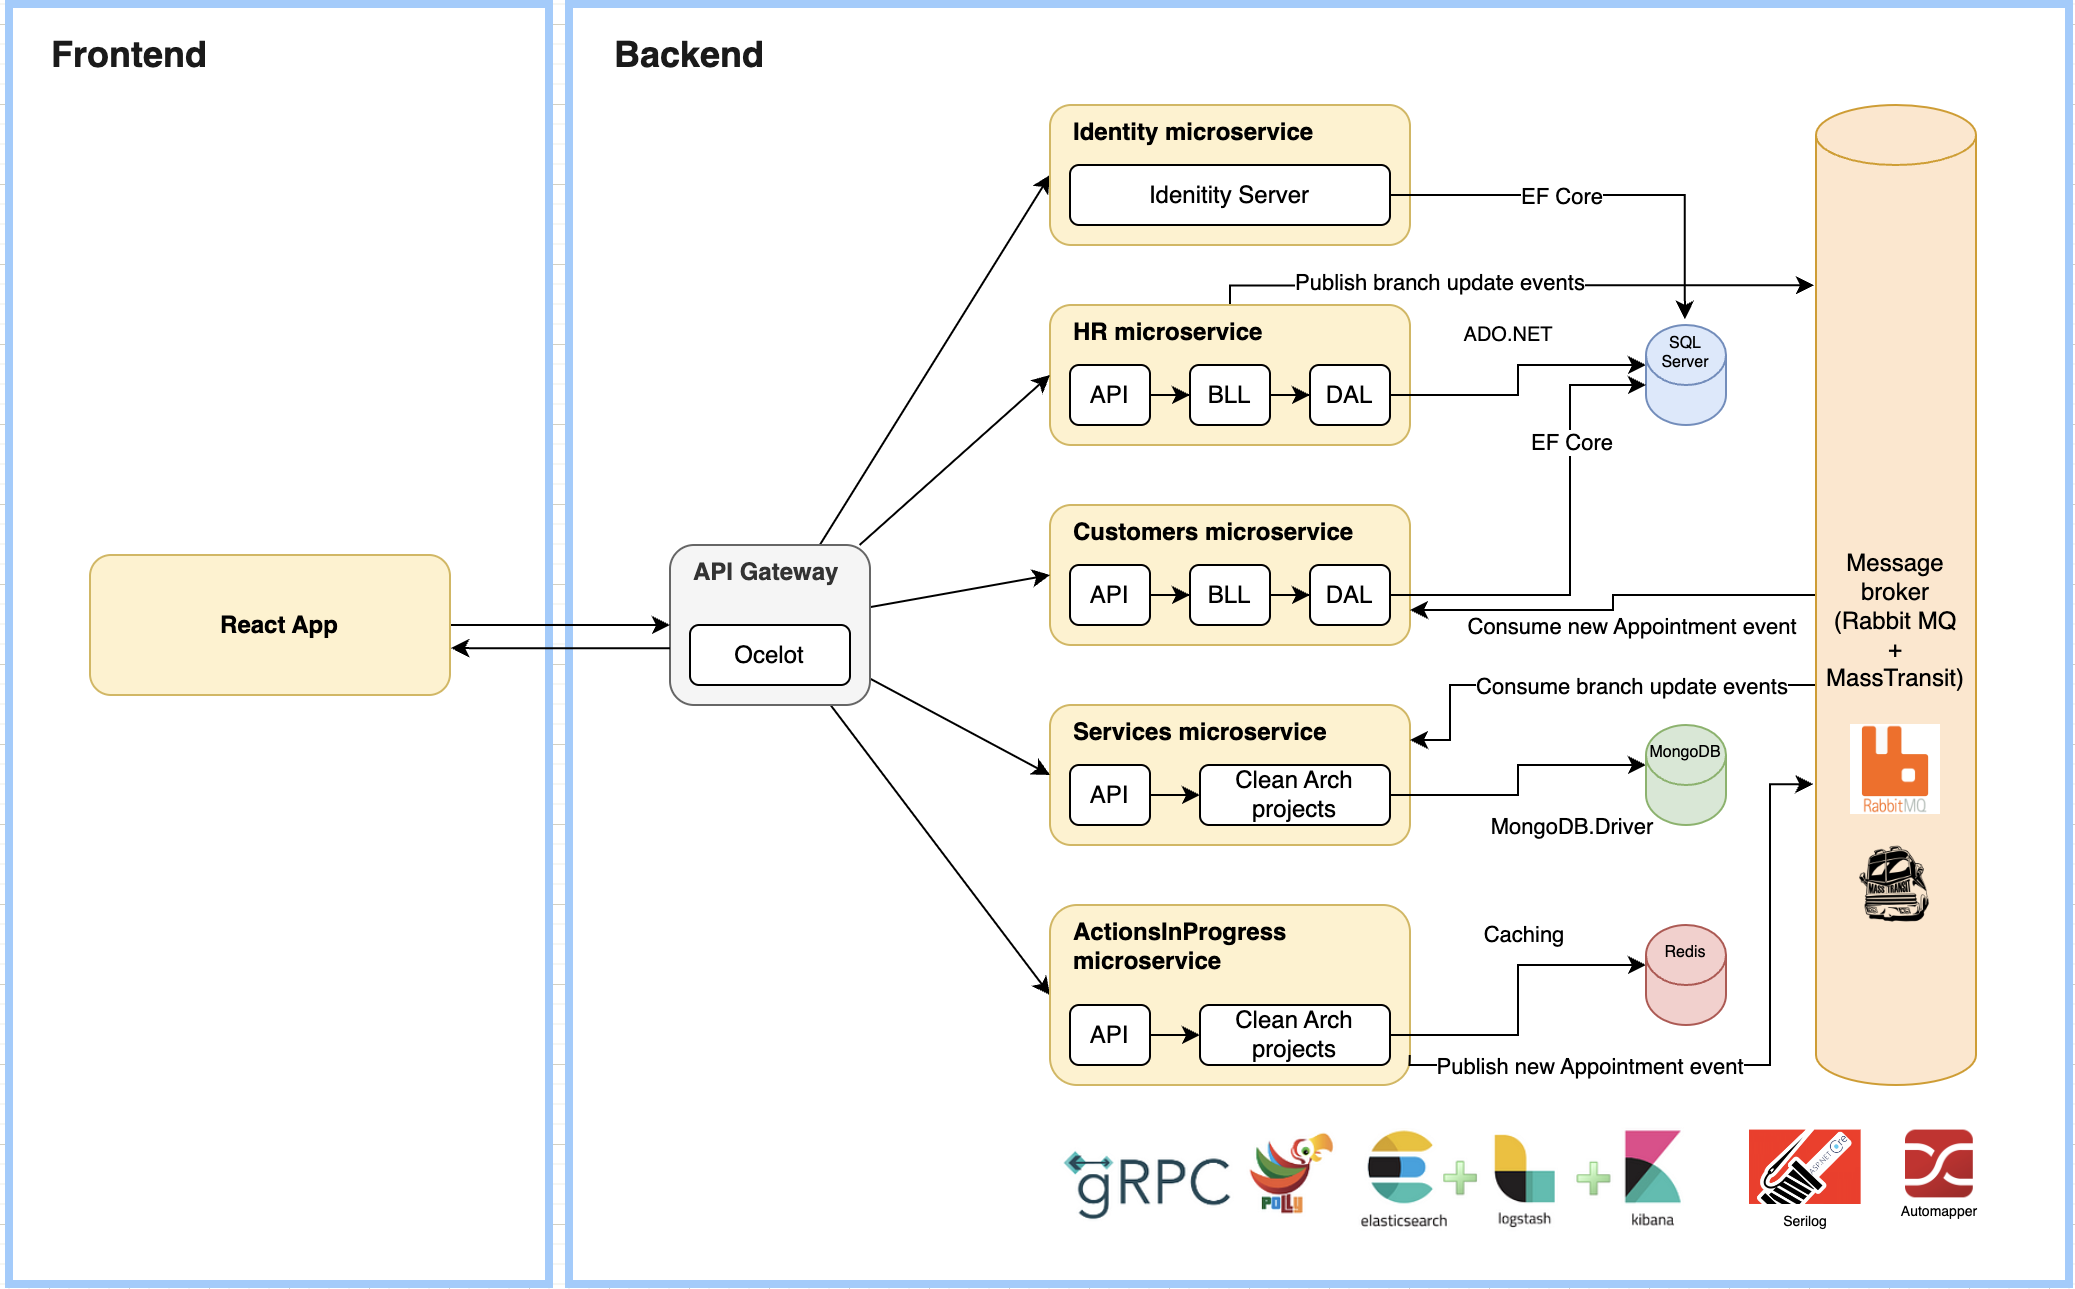 Frontend
Backend
React App
API Gateway
Ocelot
Identity microservice
Idenitity Server
EF Core
Publish branch update events
HR microservice
API
BLL
DAL
ADO.NET
SQL
Server
EF Core
Customers microservice
API
BLL
DAL
Consume new Appointment event
Consume branch update events
Services microservice
API
Clean Arch
projects
MongoDB
MongoDB.Driver
ActionsInProgress
microservice
API
Clean Arch
projects
Caching
Redis
Publish new Appointment event
Message
broker
(Rabbit MQ
+
MassTransit)
RabbitMQ
MASS TRANSIT
gRPC
POLLY
elasticsearch
logstash
kibana
ASP.NET Core
Serilog
Automapper